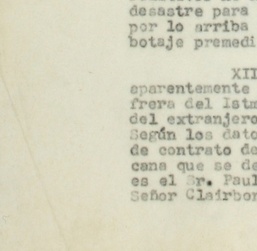 desastre para
por lo arriba
botaje premedi
XII
aparentemente
frera del Istm
del extranjero
Según los dato
de contrato de
cana que se de
es el Sr. Paul
Señor Clairbor